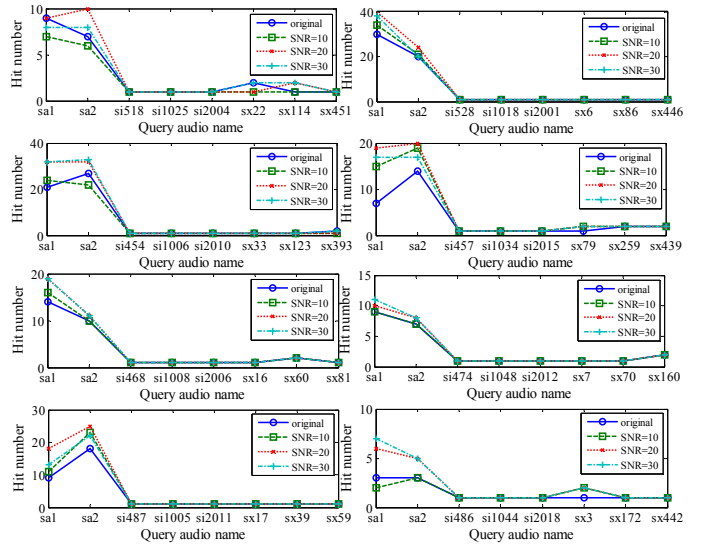 10
5
0
Hit number
original
SNR=10
SNR=20
SNR=30
sa1 sa2 si518 si1025 si2004 sx22 sx114 sx451
Query audio name
40
20
0
Hit number
original
SNR=10
SNR=20
SNR=30
sa1 sa2 si528 si1018 si2001 sx6 sx86 sx446
Query audio name
40
20
0
Hit number
original
SNR=10
SNR=20
SNR=30
sa1 sa2 si454 si1006 si2010 sx33 sx123 sx393
Query audio name
20
10
0
Hit number
original
SNR=10
SNR=20
SNR=30
sa1 sa2 si457 si1034 si2015 sx79 sx259 sx439
Query audio name
20
10
0
Hit number
original
SNR=10
SNR=20
SNR=30
sa1 sa2 si468 si1008 si2006 sx16 sx60 sx81
Query audio name
15
10
5
0
Hit number
original
SNR=10
SNR=20
SNR=30
sa1 sa2 si474 si1048 si2012 sx7 sx70 sx160
Query audio name
30
20
10
0
Hit number
original
SNR=10
SNR=20
SNR=30
sa1 sa2 si487 si1005 si2011 sx17 sx39 sx59
Query audio name
10
5
0
Hit number
original
SNR=10
SNR=20
SNR=30
sa1 sa2 si486 si1044 si2018 sx3 sx172 sx442
Query audio name